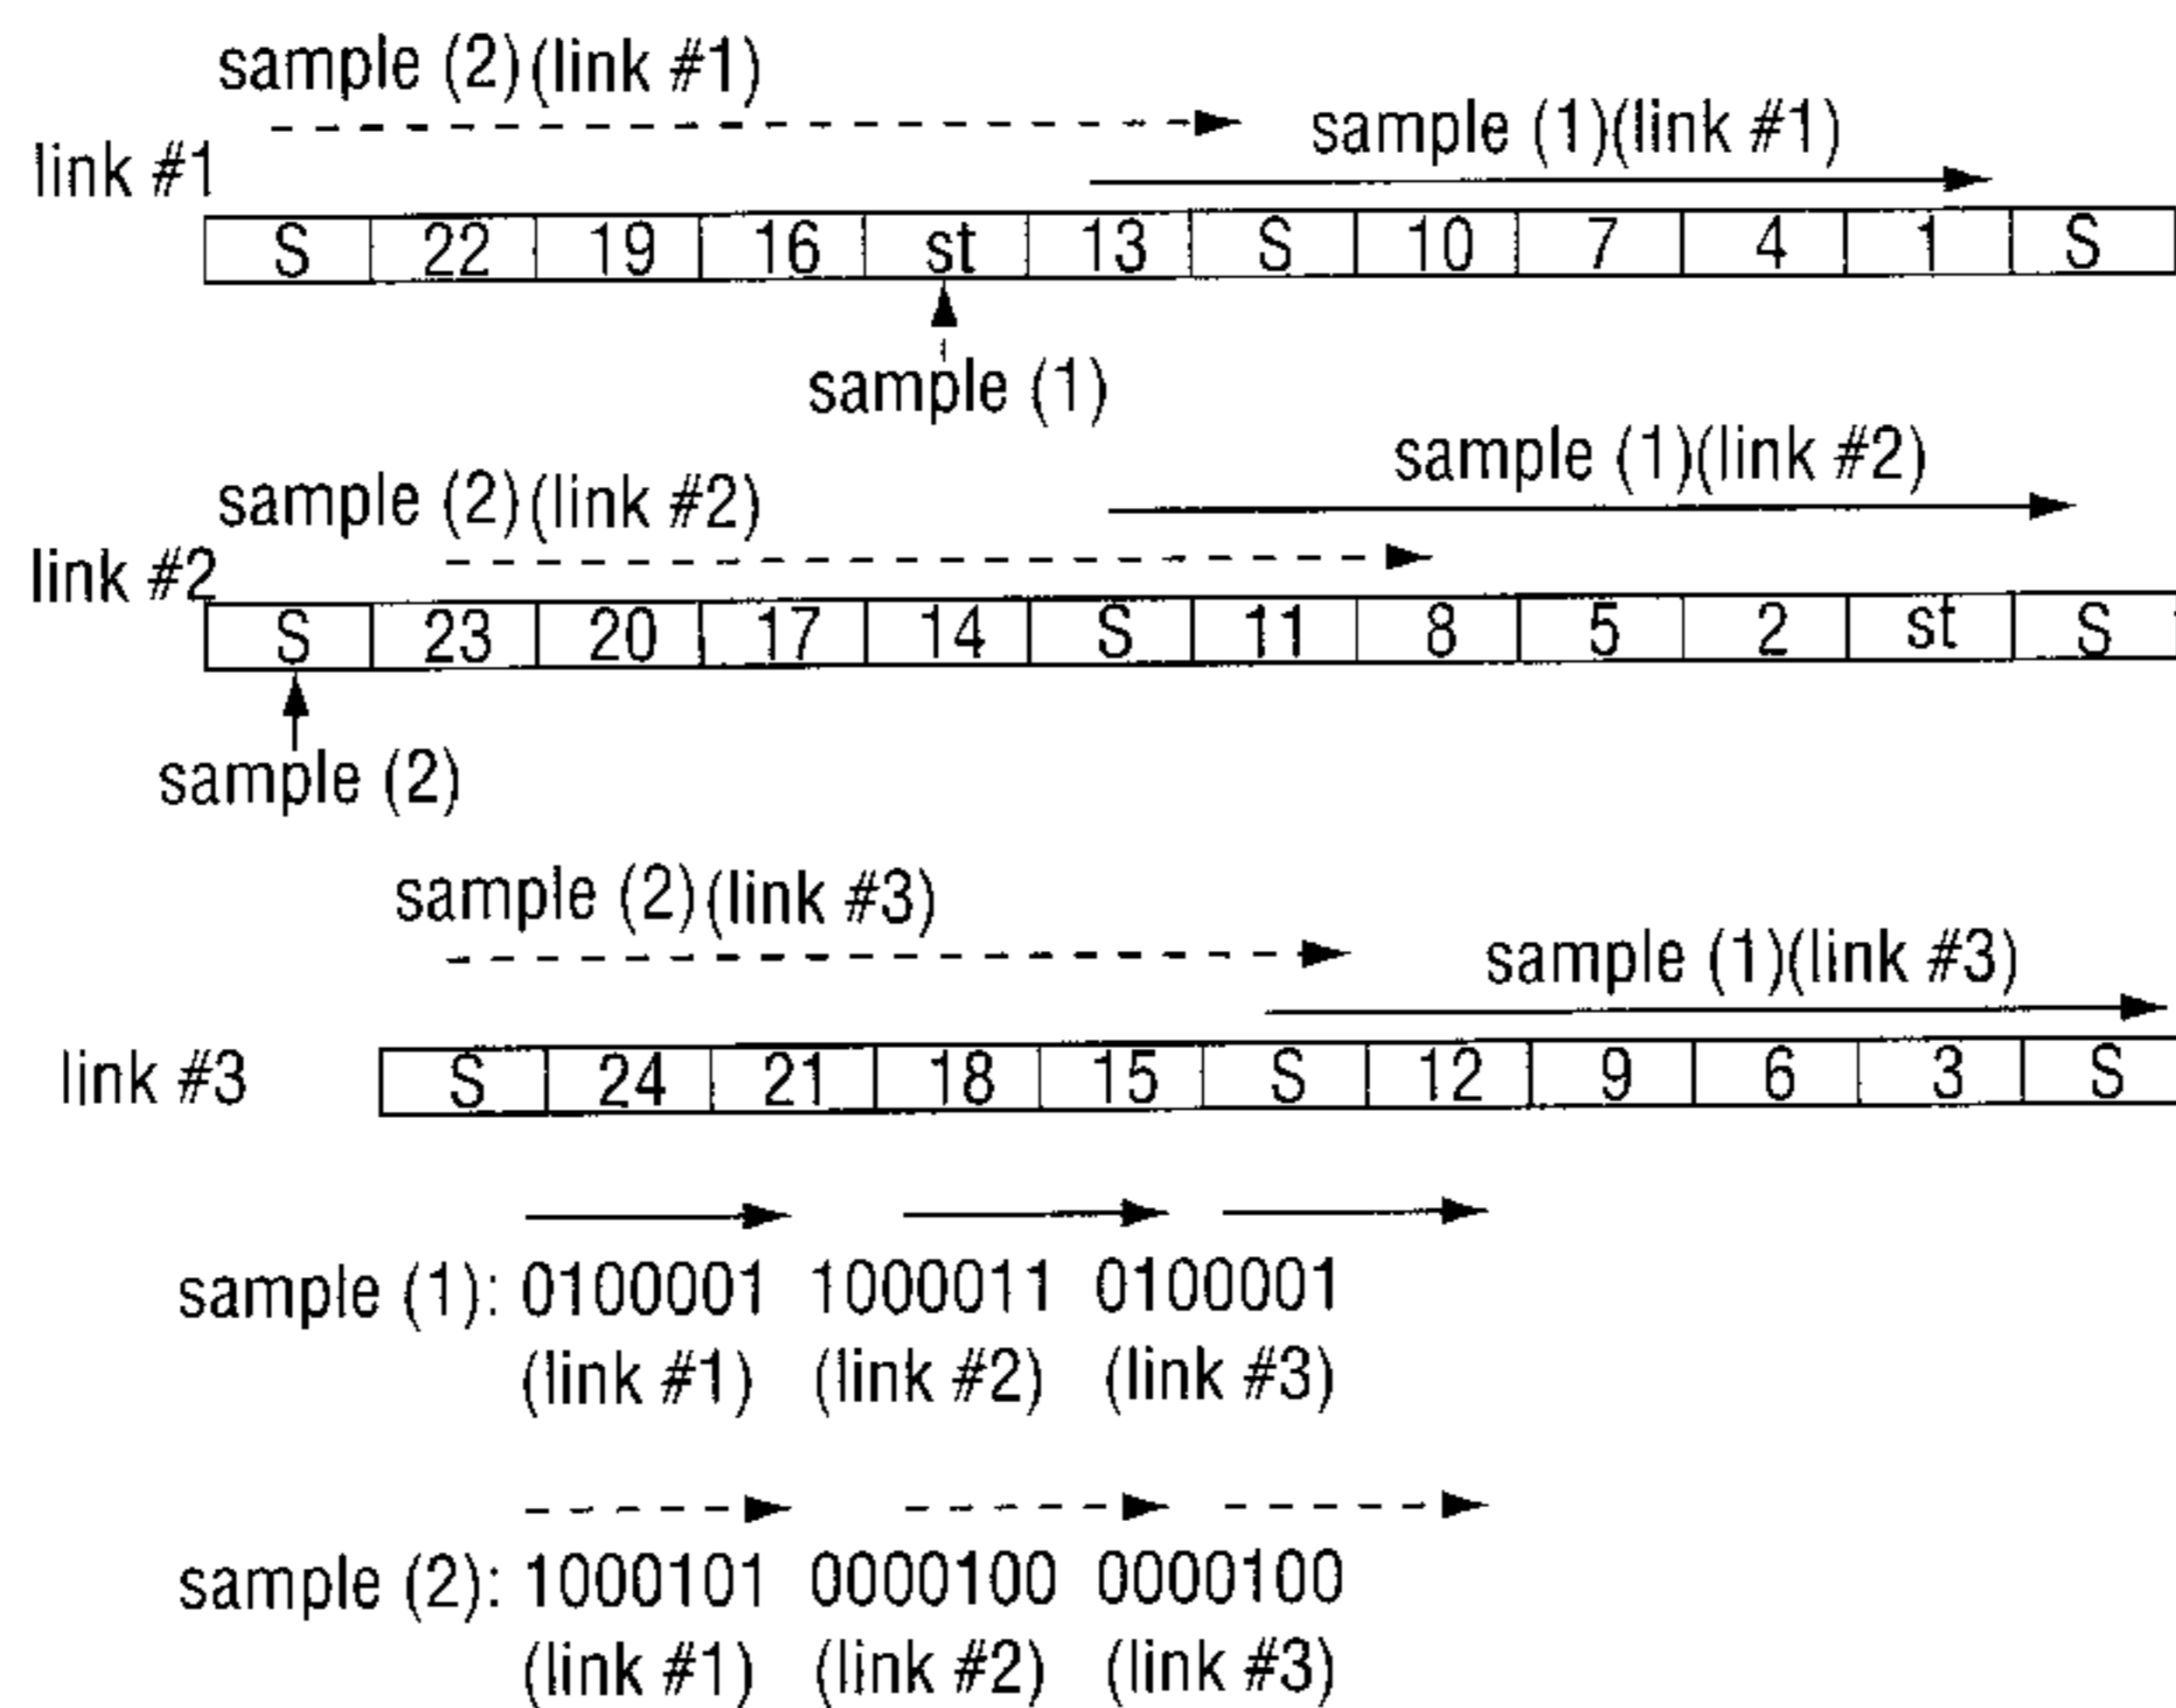 sample (2)(link #1)
sample (1)(link #1)
link #1
S 22 19 16 st 13 S 10 7 4 1 S
sample (1)
sample (1)(link #2)
sample (2)(link #2)
link #2
S 23 20 17 14 S 11 8 5 2 st S
sample (2)
sample (2)(link #3)
sample (1)(link #3)
link #3
S 24 21 18 15 S 12 9 6 3 S
sample (1): 0100001 1000011 0100001
(link #1) (link #2) (link #3)
sample (2): 1000101 0000100 0000100
(link #1) (link #2) (link #3)